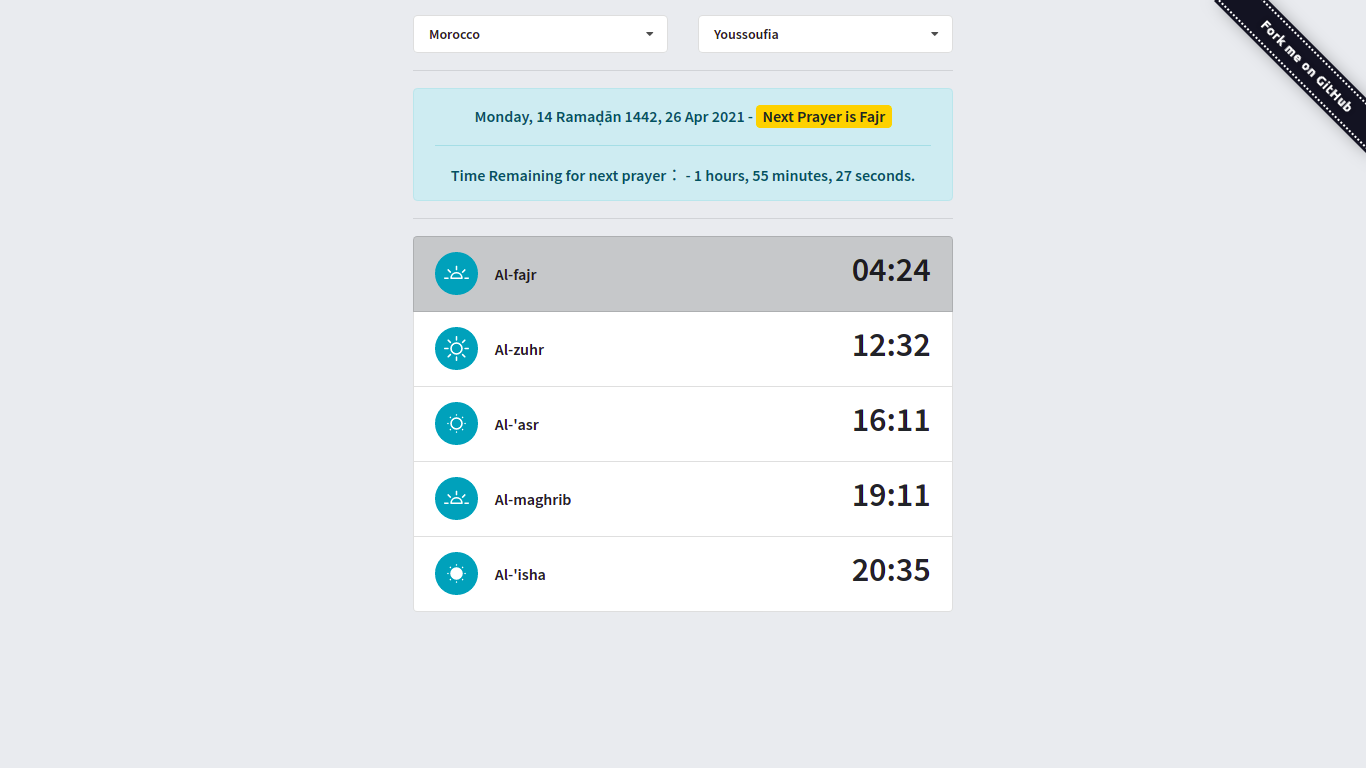 Morocco
Youssoufia
Fork me on GitHub
Monday, 14 Ramaḍān 1442, 26 Apr 2021 - Next Prayer is Fajr
Time Remaining for next prayer : - 1 hours, 55 minutes, 27 seconds.
Al-fajr 04:24
Al-zuhr 12:32
Al-'asr 16:11
Al-maghrib 19:11
Al-'isha 20:35